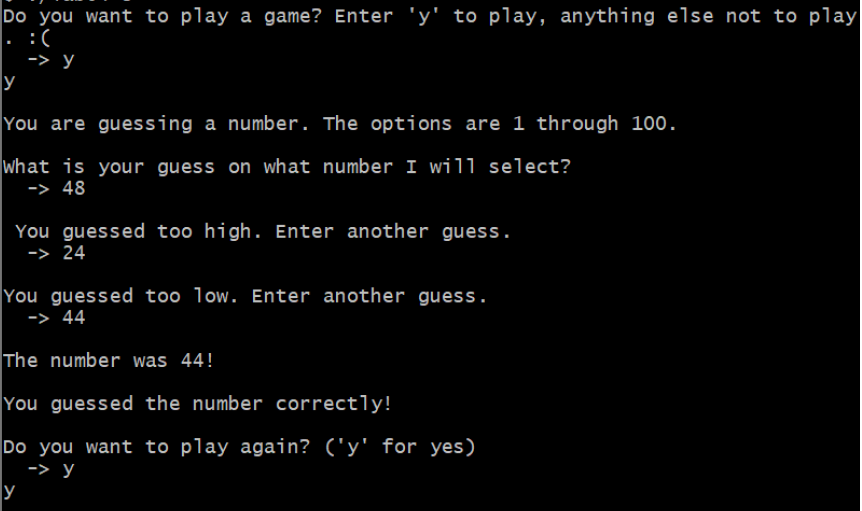 Do you want to play a game? Enter 'y' to play, anything else not to play
. :(
-> y
y
You are guessing a number. The options are 1 through 100.
What is your guess on what number I will select?
-> 48
You guessed too high. Enter another guess.
-> 24
You guessed too low. Enter another guess.
-> 44
The number was 44!
You guessed the number correctly!
Do you want to play again? ('y' for yes)
-> y
y